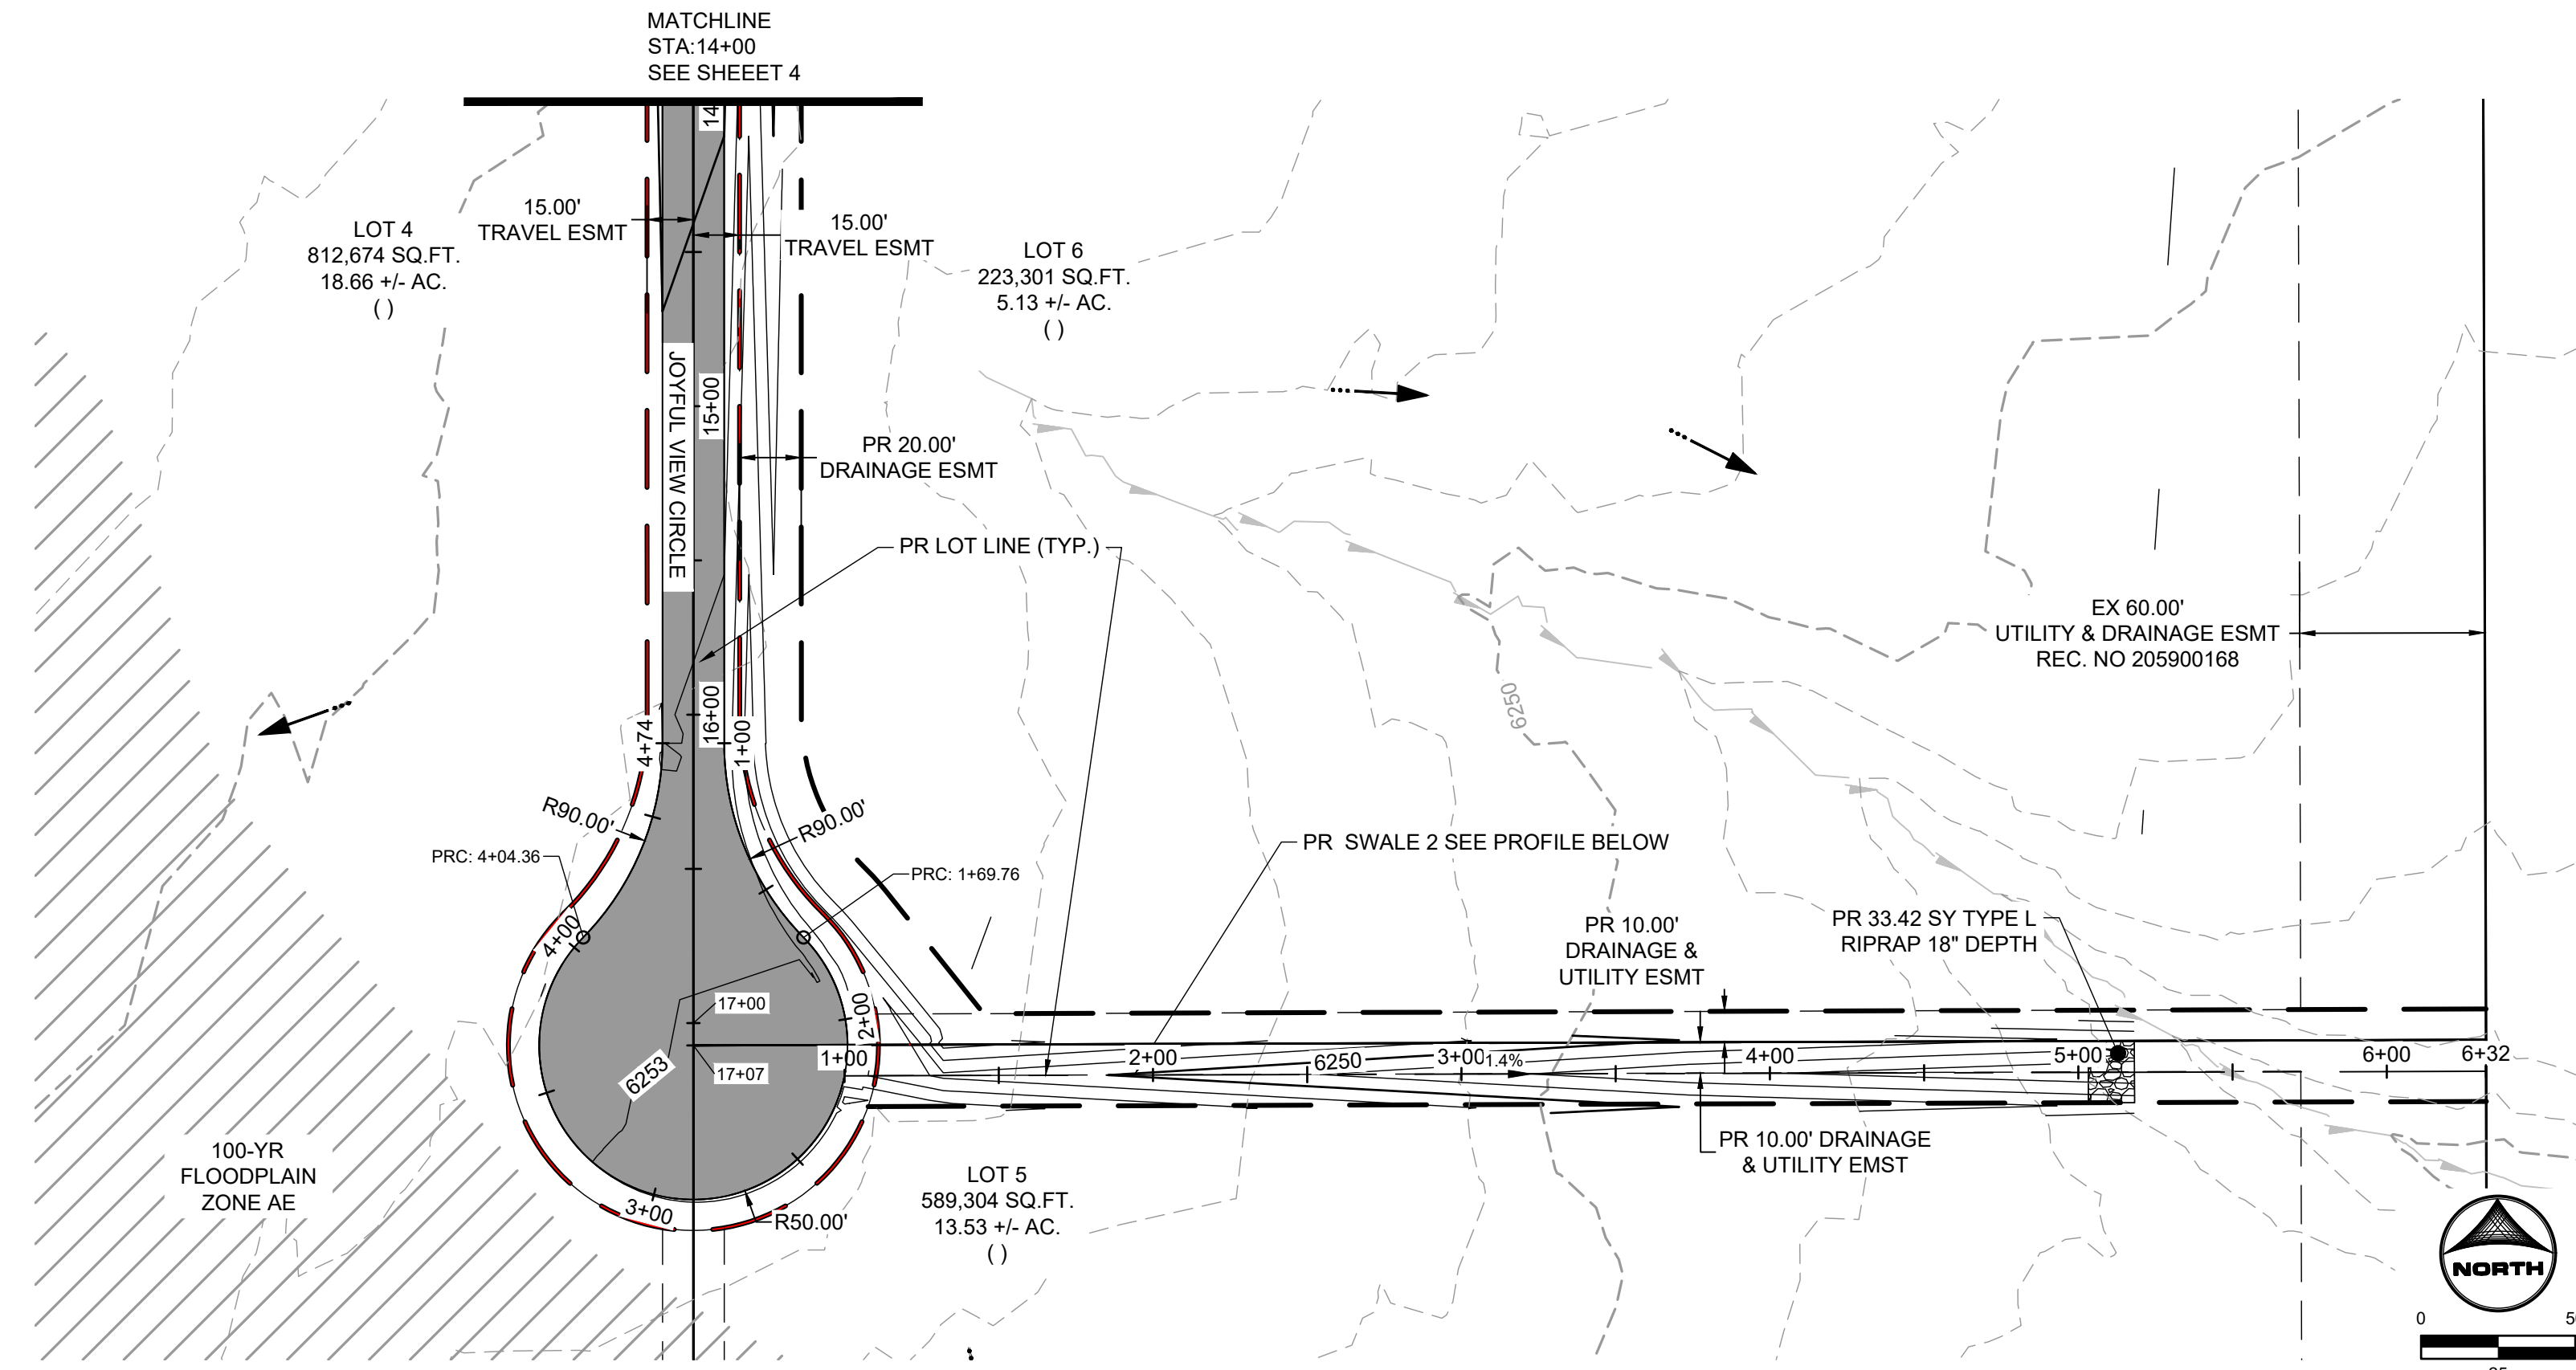 MATCHLINE
STA:14+00
SEE SHEEET 4
14
15.00'
TRAVEL ESMT
15.00'
TRAVEL ESMT
LOT 4
812,674 SQ.FT.
18.66 +/- AC.
( )
LOT 6
223,301 SQ.FT.
5.13 +/- AC.
( )
JOYFUL VIEW CIRCLE
15+00
PR 20.00'
DRAINAGE ESMT
PR LOT LINE (TYP.)
EX 60.00'
UTILITY & DRAINAGE ESMT
REC. NO 205900168
6250
16+00
4+74
1+00
R90.00'
R90.00'
PRC: 4+04.36
PRC: 1+69.76
PR SWALE 2 SEE PROFILE BELOW
PR 10.00'
DRAINAGE &
UTILITY ESMT
PR 33.42 SY TYPE L
RIPRAP 18" DEPTH
4+00
17+00
2+00
6253
17+07
1+00
2+00
6250
3+00
1.4%
4+00
5+00
6+00
6+32
PR 10.00' DRAINAGE
& UTILITY EMST
100-YR
FLOODPLAIN
ZONE AE
LOT 5
589,304 SQ.FT.
13.53 +/- AC.
( )
3+00
R50.00'
NORTH
0